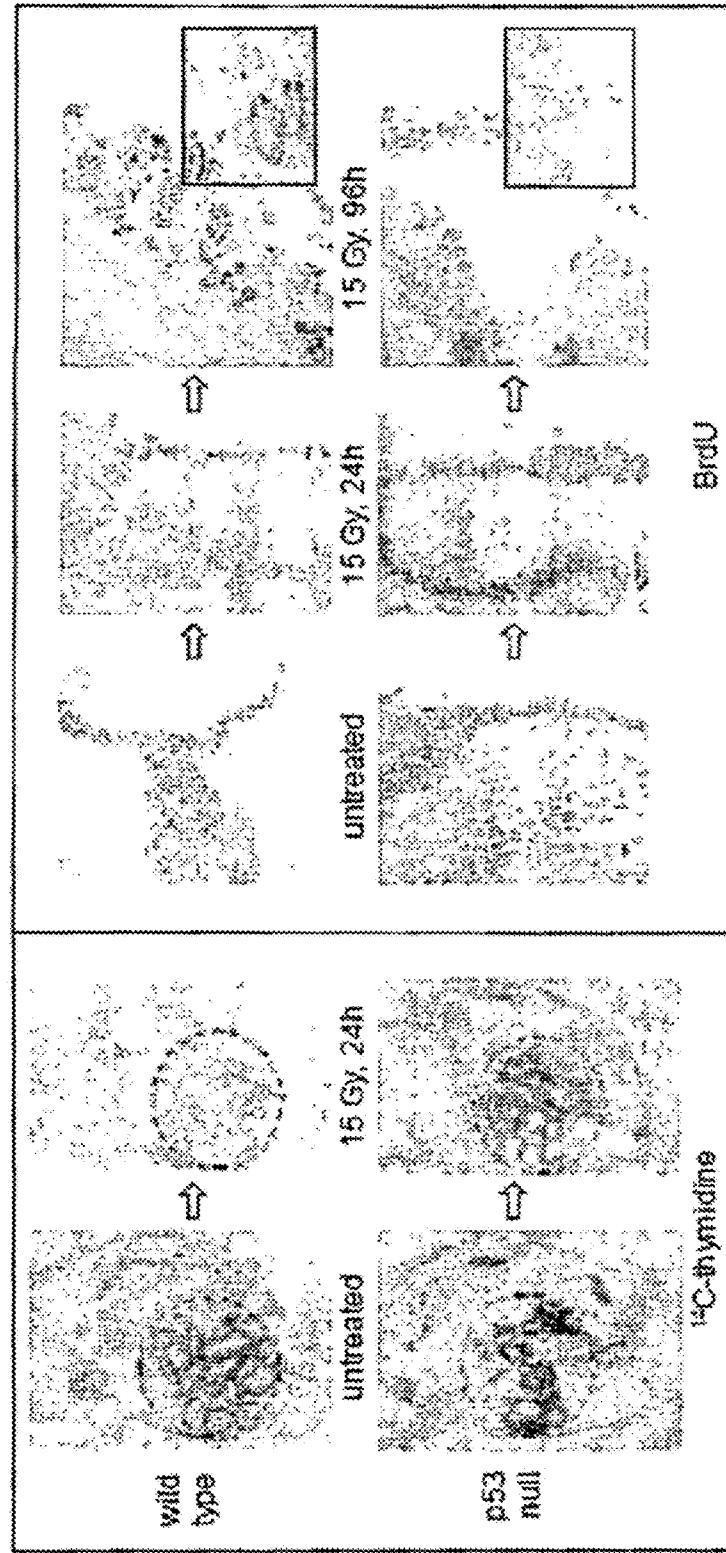 wild
type
untreated
15 Gy, 24h
untreated
15 Gy, 24h
15 Gy, 96h
p53
null
¹⁴C-thymidine
BrdU